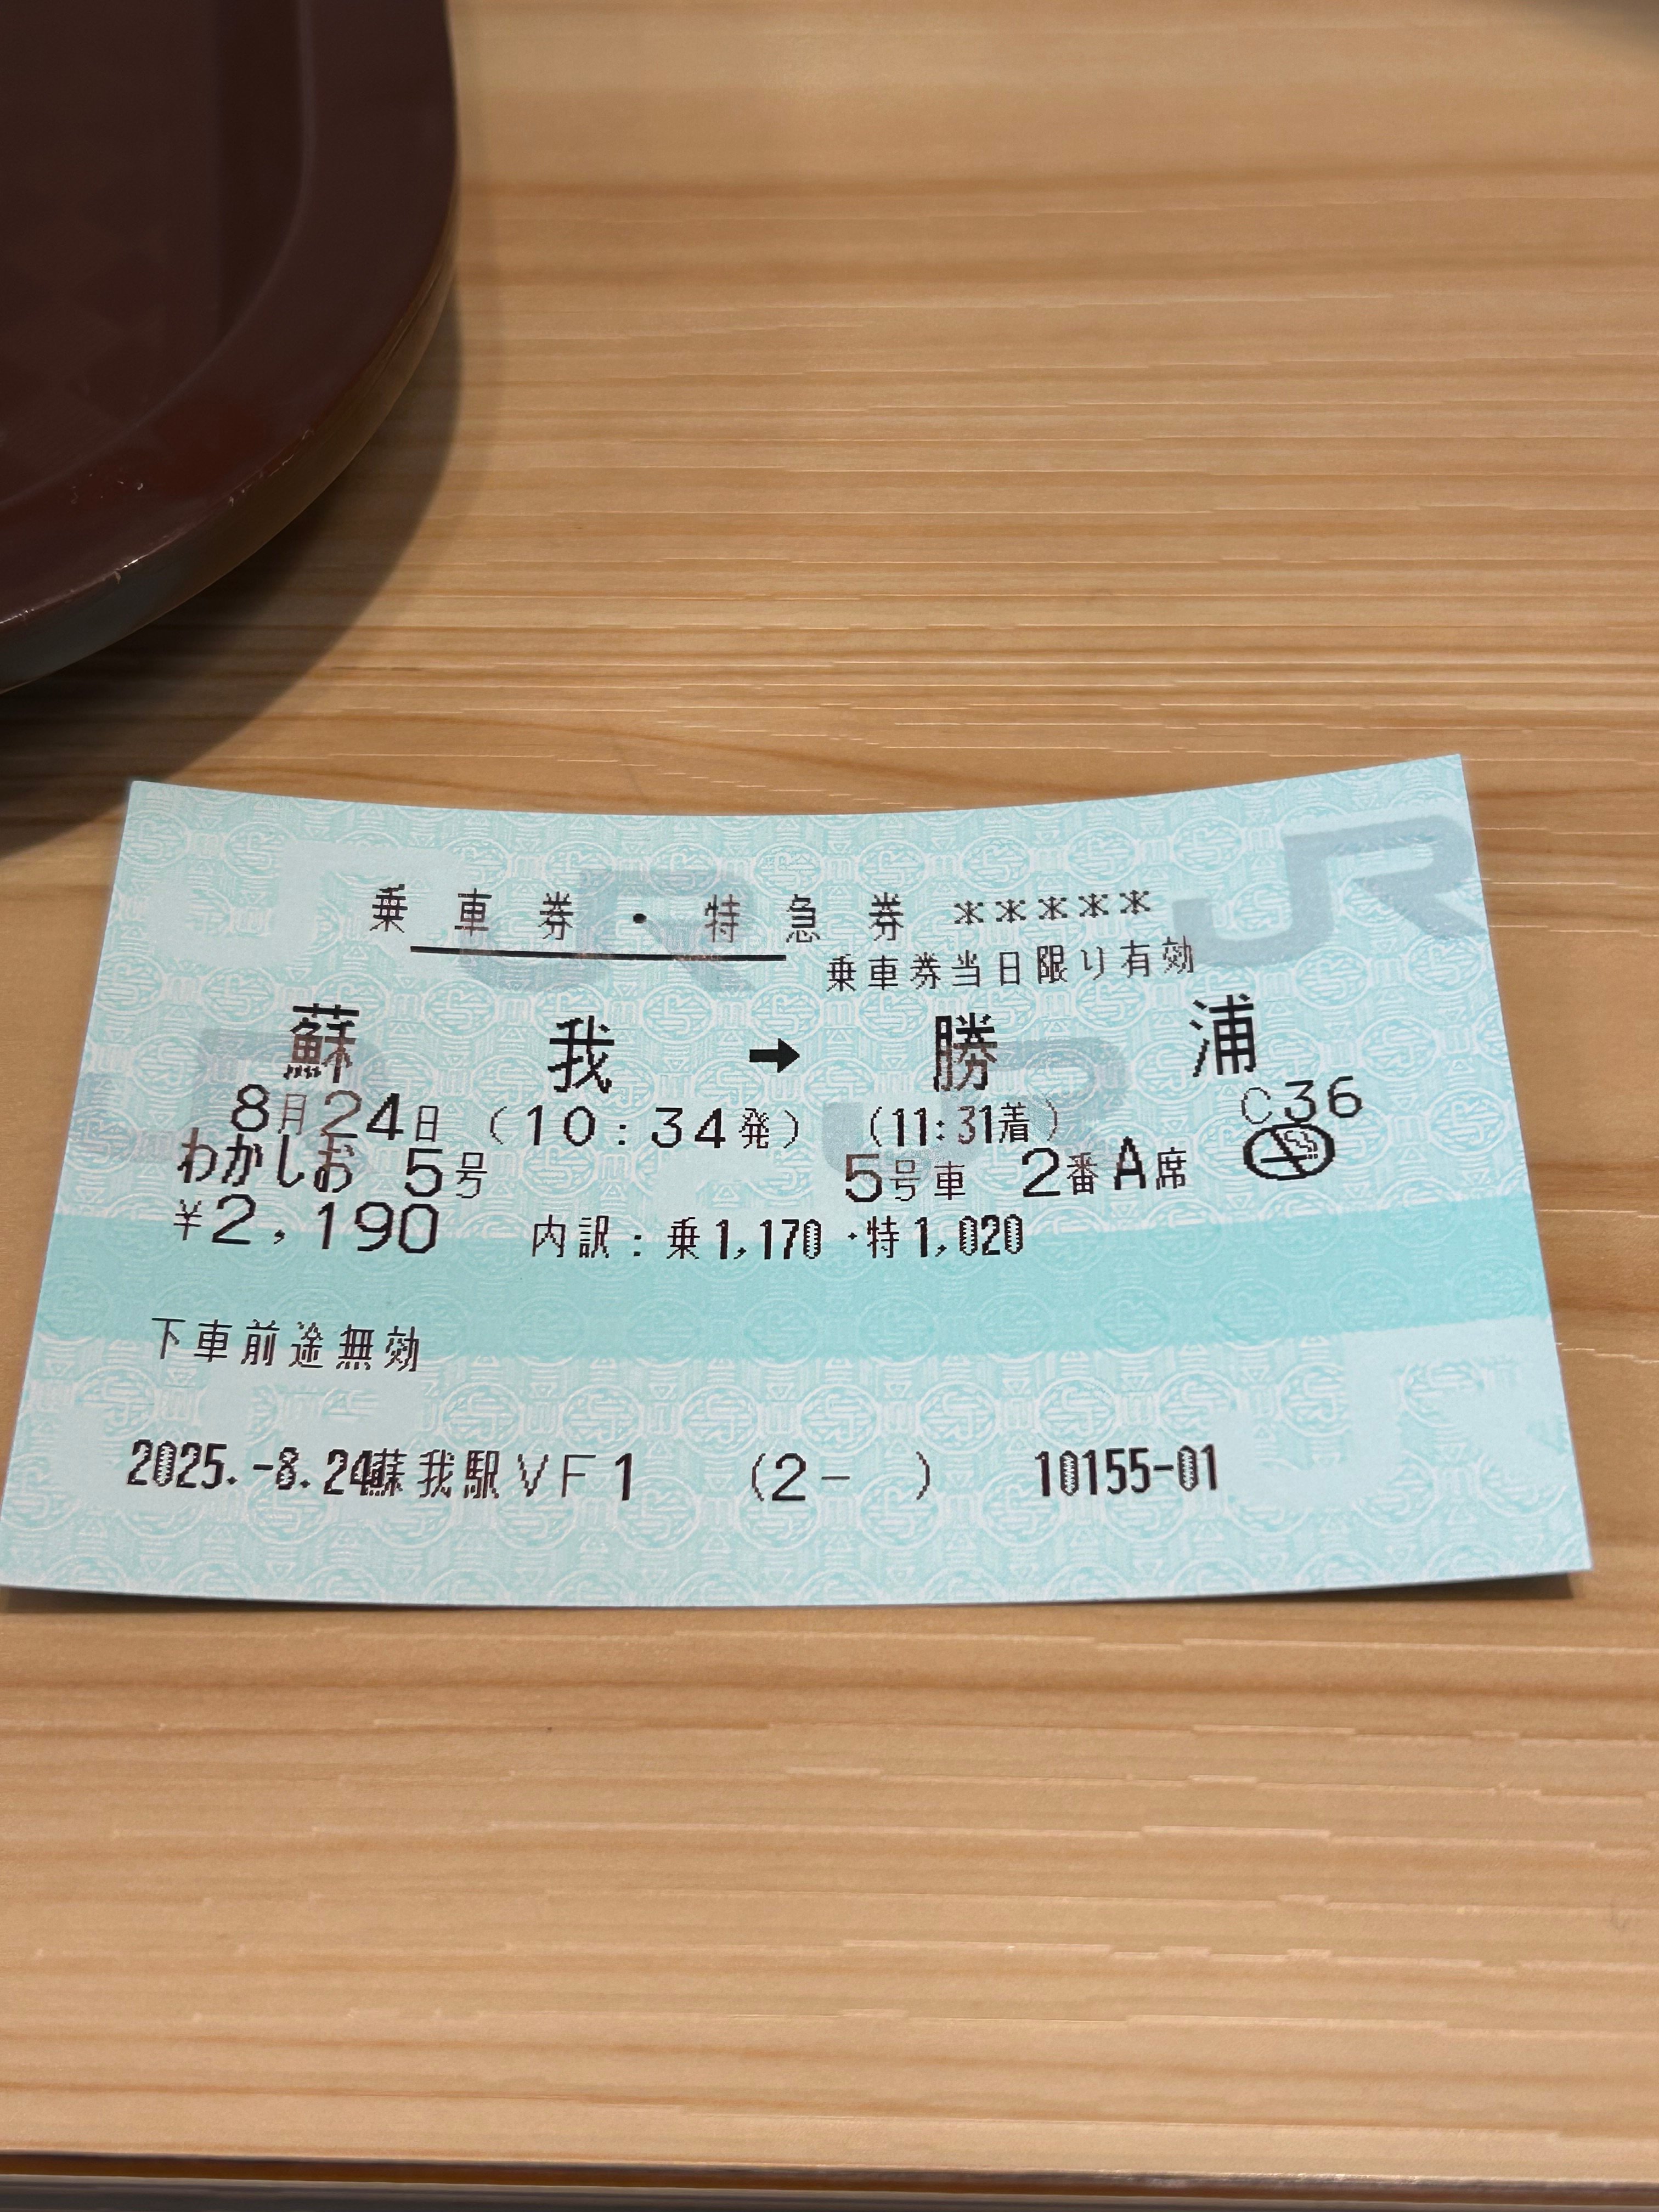 乗車券・特急券 *****
乗車券当日限り有効
蘇我 → 勝浦
8月24日 (10:34発) (11:31着) C36
わかしお 5号 5号車 2番A席
¥2,190 内訳:乗1,170・特1,020
下車前途無効
2025.-8.24蘇我駅VF1 (2- ) 10155-01